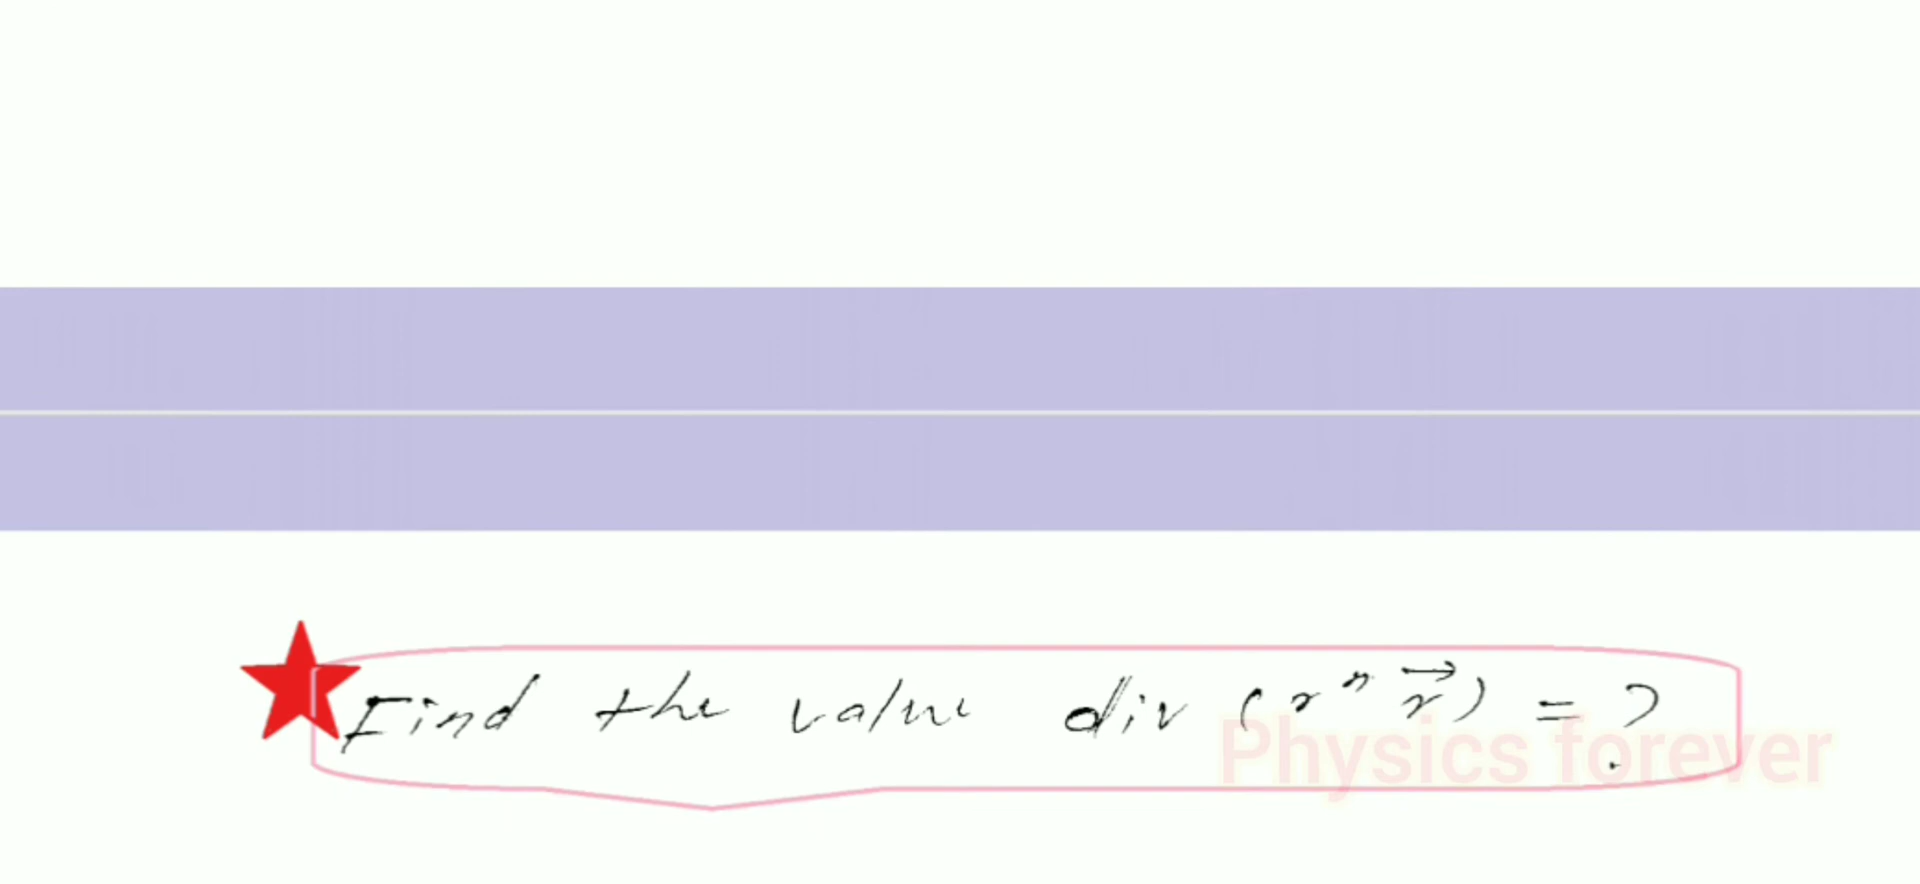 Find the value div (rⁿ r⃗) = ?
Physics forever